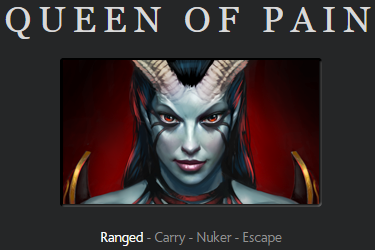 QUEEN OF PAIN
Ranged - Carry - Nuker - Escape